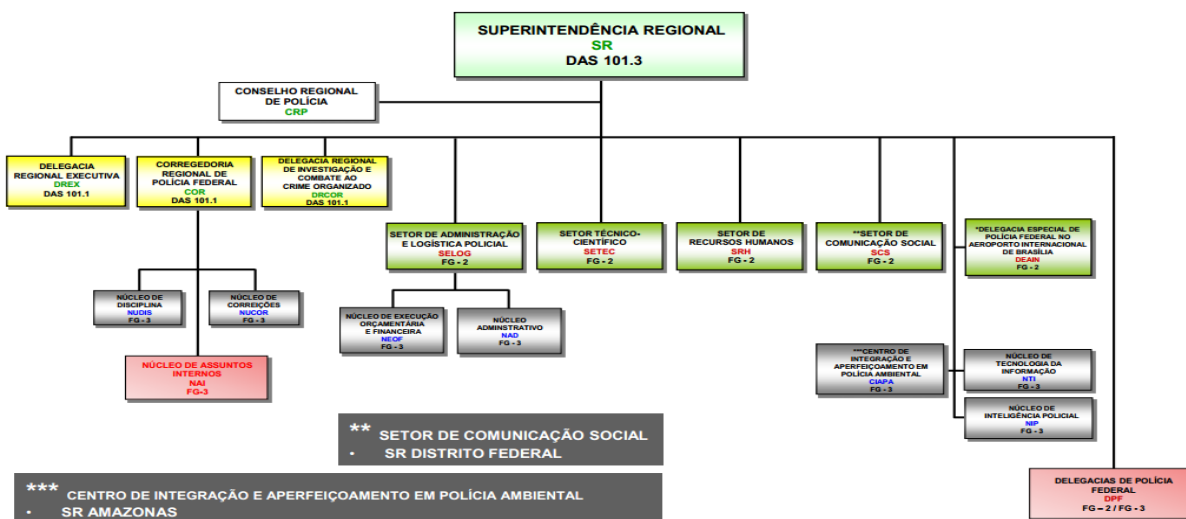 SUPERINTENDÊNCIA REGIONAL
SR
DAS 101.3
CONSELHO REGIONAL
DE POLÍCIA
CRP
DELEGACIA
REGIONAL EXECUTIVA
DREX
DAS 101.1
CORREGEDORIA
REGIONAL DE
POLÍCIA FEDERAL
COR
DAS 101.1
DELEGACIA REGIONAL
DE INVESTIGAÇÃO E
COMBATE AO
CRIME ORGANIZADO
DRCOR
DAS 101.1
SETOR DE ADMINISTRAÇÃO
E LOGÍSTICA POLICIAL
SELOG
FG - 2
SETOR TÉCNICO-
CIENTÍFICO
SETEC
FG - 2
SETOR DE
RECURSOS HUMANOS
SRH
FG - 2
**SETOR DE
COMUNICAÇÃO SOCIAL
SCS
FG - 2
*DELEGACIA ESPECIAL DE
POLÍCIA FEDERAL NO
AEROPORTO INTERNACIONAL
DE BRASÍLIA
DEAIN
FG - 2
NÚCLEO DE
DISCIPLINA
NUDIS
FG - 3
NÚCLEO DE
CORREIÇÕES
NUCOR
FG - 3
NÚCLEO DE EXECUÇÃO
ORÇAMENTÁRIA
E FINANCEIRA
NEOF
FG - 3
NÚCLEO
ADMINSTRATIVO
NAD
FG - 3
NÚCLEO DE ASSUNTOS
INTERNOS
NAI
FG-3
***CENTRO DE
INTEGRAÇÃO E
APERFEIÇOAMENTO EM
POLÍCIA AMBIENTAL
CIAPA
FG - 3
NÚCLEO DE
TECNOLOGIA DA
INFORMAÇÃO
NTI
FG - 3
NÚCLEO DE
INTELIGÊNCIA POLICIAL
NIP
FG - 3
** SETOR DE COMUNICAÇÃO SOCIAL
• SR DISTRITO FEDERAL
*** CENTRO DE INTEGRAÇÃO E APERFEIÇOAMENTO EM POLÍCIA AMBIENTAL
• SR AMAZONAS
DELEGACIAS DE POLÍCIA
FEDERAL
DPF
FG – 2 / FG - 3